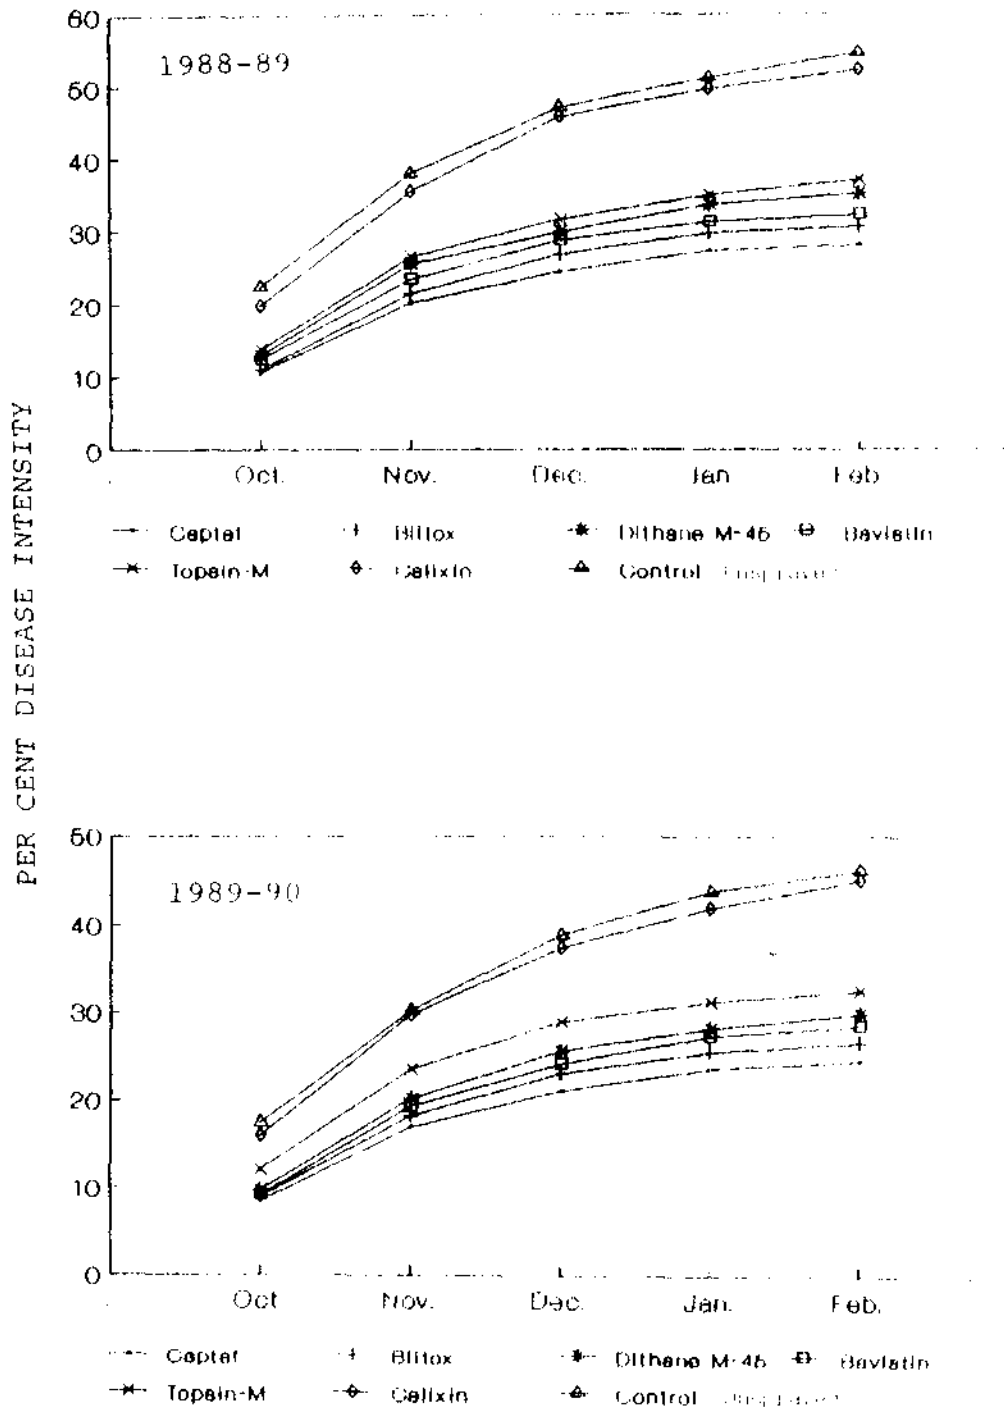 PER CENT DISEASE INTENSITY
1988-89
60
50
40
30
20
10
0
Oct. Nov. Dec. Jan Feb
Captaf Blitox Dithane M-45 Bavistin
Topsin-M Calixin Control
1989-90
50
40
30
20
10
0
Oct Nov. Dec. Jan. Feb.
Captaf Blitox Dithane M-45 Bavistin
Topsin-M Calixin Control